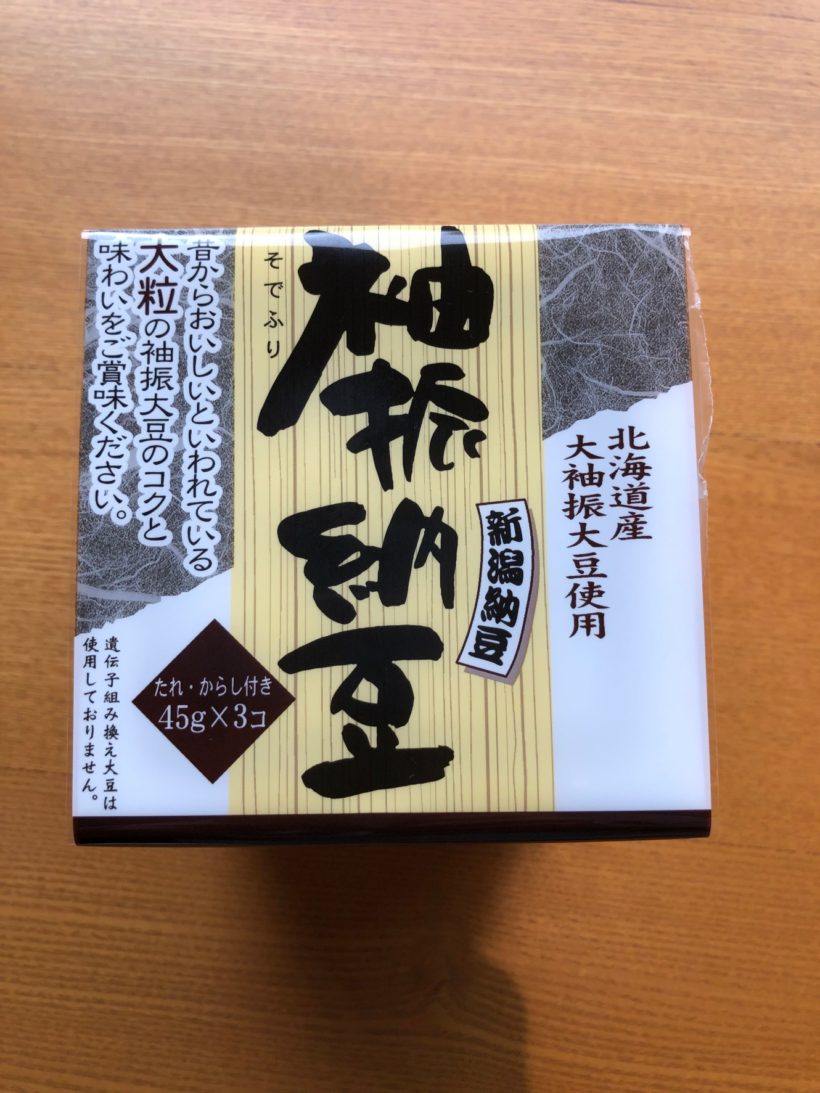 北海道産
大袖振大豆使用
新潟納豆
袖振納豆
そでふり
昔からおいしいといわれている
大粒の袖振大豆のコクと
味わいをご賞味ください。
たれ・からし付き
45g×3コ
遺伝子組み換え大豆は
使用しておりません。